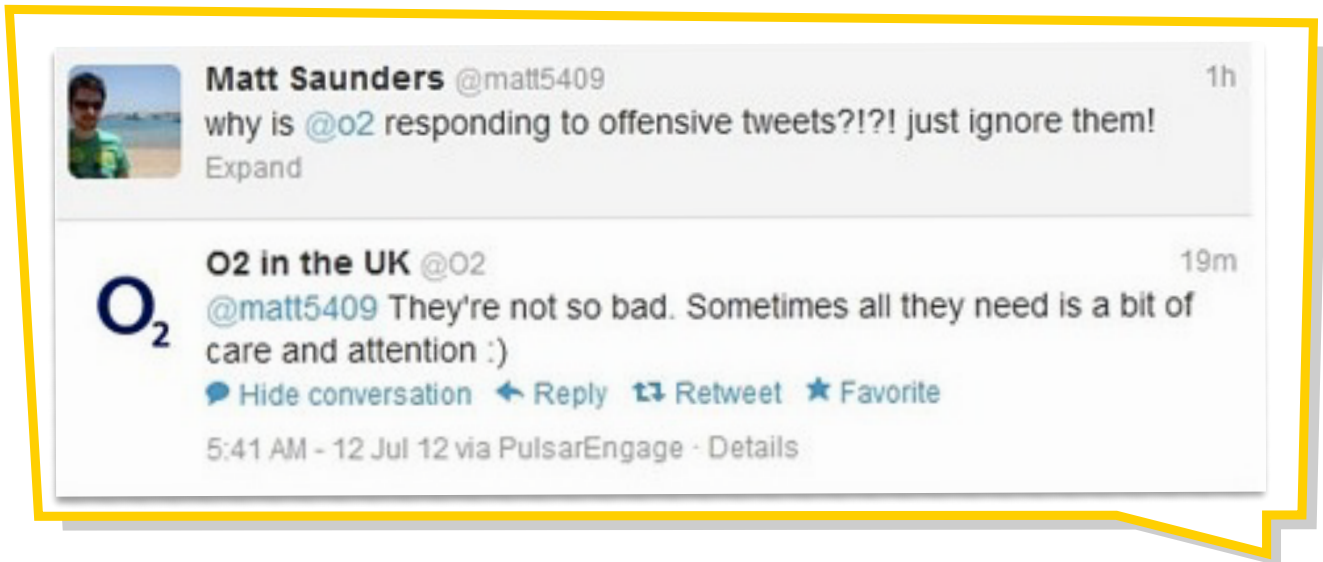 Matt Saunders @matt5409 1h
why is @o2 responding to offensive tweets?!?! just ignore them!
Expand
O2 in the UK @O2 19m
O2
@matt5409 They're not so bad. Sometimes all they need is a bit of
care and attention :)
Hide conversation Reply Retweet Favorite
5:41 AM - 12 Jul 12 via PulsarEngage · Details